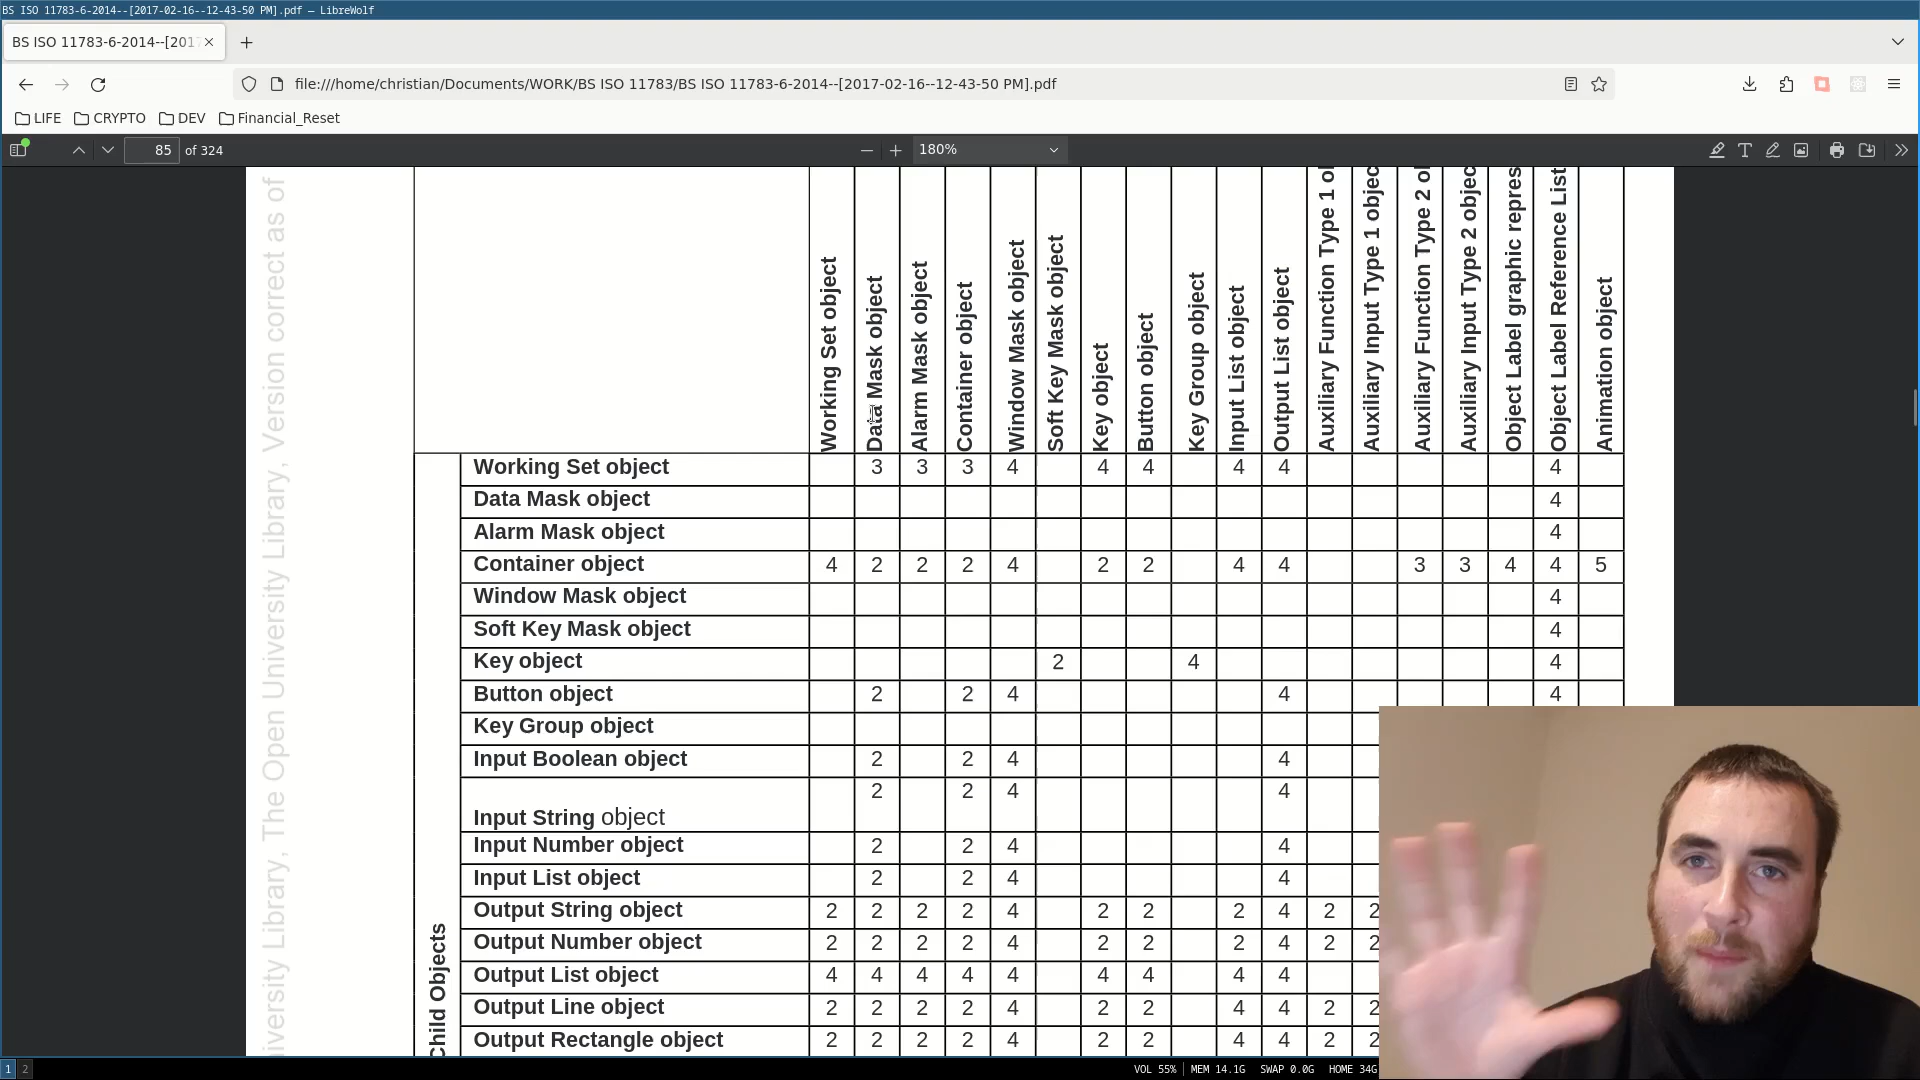 BS ISO 11783-6-2014--[2017-02-16--12-43-50 PM].pdf — LibreWolf
BS ISO 11783-6-2014--[201
file:///home/christian/Documents/WORK/BS ISO 11783/BS ISO 11783-6-2014--[2017-02-16--12-43-50 PM].pdf
LIFE CRYPTO DEV Financial_Reset
85 of 324 180%
University Library, The Open University Library, Version correct as of
Working Set object
Data Mask object
Alarm Mask object
Container object
Window Mask object
Soft Key Mask object
Key object
Button object
Key Group object
Input List object
Output List object
Auxiliary Function Type 1
Auxiliary Input Type 1
Auxiliary Function Type 2
Auxiliary Input Type 2
Object Label graphic
Object Label Reference List
Animation object
Child Objects
Working Set object 3 3 3 4 4 4 4 4 4
Data Mask object 4
Alarm Mask object 4
Container object 4 2 2 2 4 2 2 4 4 3 3 4 4 5
Window Mask object 4
Soft Key Mask object 4
Key object 2 4 4
Button object 2 2 4 4 4
Key Group object
Input Boolean object 2 2 4 4
Input String object 2 2 4 4
Input Number object 2 2 4 4
Input List object 2 2 4 4
Output String object 2 2 2 2 4 2 2 2 4 2 2
Output Number object 2 2 2 2 4 2 2 2 4 2 2
Output List object 4 4 4 4 4 4 4 4 4
Output Line object 2 2 2 2 4 2 2 4 4 2 2
Output Rectangle object 2 2 2 2 4 2 2 4 4 2 2
1 2 VOL 55% MEM 14.1G SWAP 0.0G HOME 34G